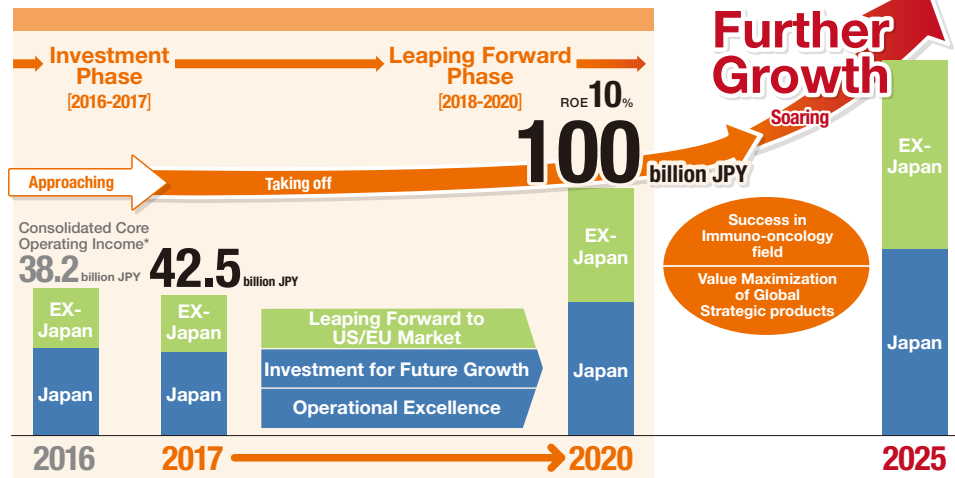 Investment
Phase
[2016-2017]
Leaping Forward
Phase
[2018-2020]
Further
Growth
Soaring
ROE 10%
100 billion JPY
Approaching
Taking off
Consolidated Core
Operating Income*
38.2 billion JPY
42.5 billion JPY
EX-
Japan
Japan
EX-
Japan
Japan
Leaping Forward to
US/EU Market
Investment for Future Growth
Operational Excellence
EX-
Japan
Japan
Success in
Immuno-oncology
field
Value Maximization
of Global
Strategic products
EX-
Japan
Japan
2016
2017
2020
2025